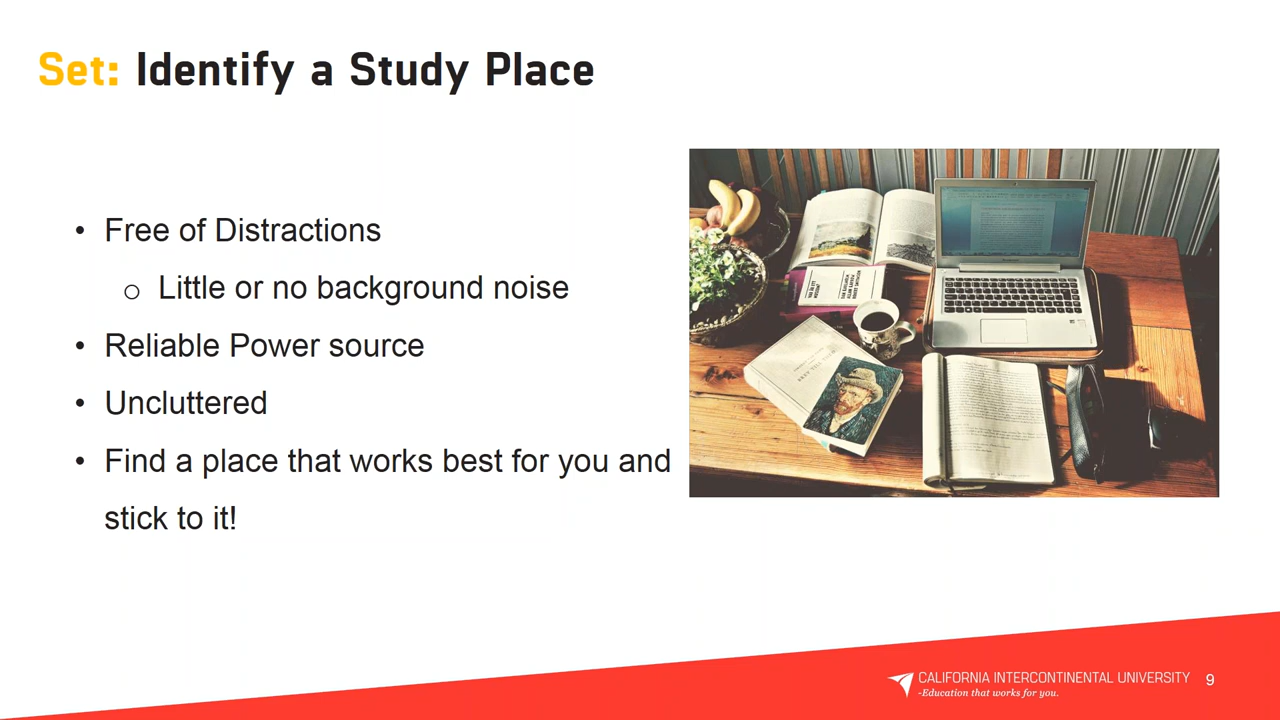 Set: Identify a Study Place
• Free of Distractions
o Little or no background noise
• Reliable Power source
• Uncluttered
• Find a place that works best for you and
stick to it!
CALIFORNIA INTERCONTINENTAL UNIVERSITY
-Education that works for you.
9